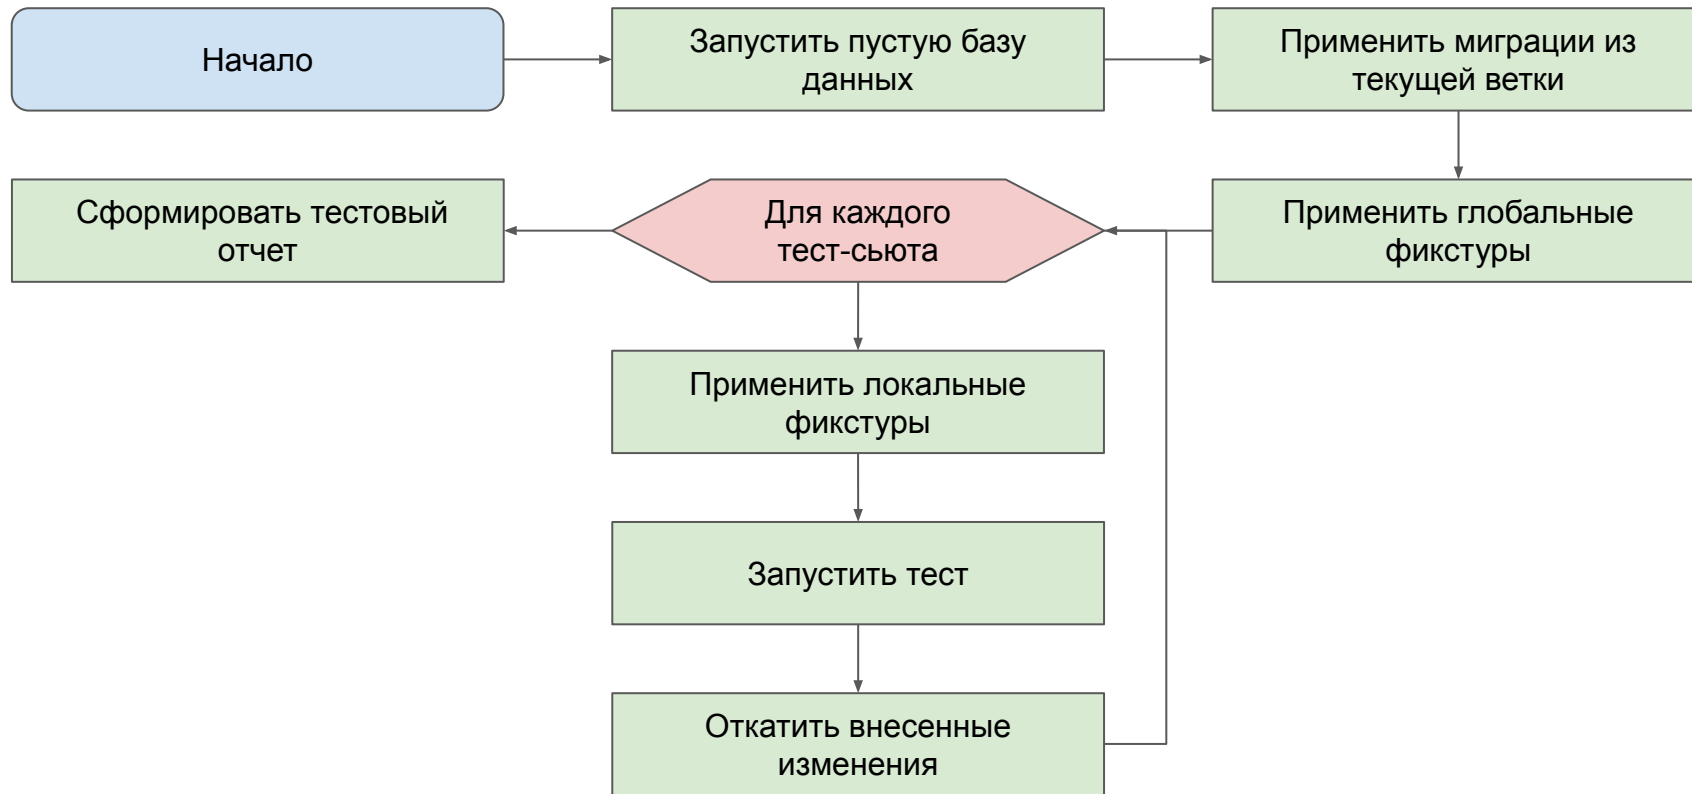 Начало
Запустить пустую базу
данных
Применить миграции из
текущей ветки
Сформировать тестовый
отчет
Для каждого
тест-сьюта
Применить глобальные
фикстуры
Применить локальные
фикстуры
Запустить тест
Откатить внесенные
изменения